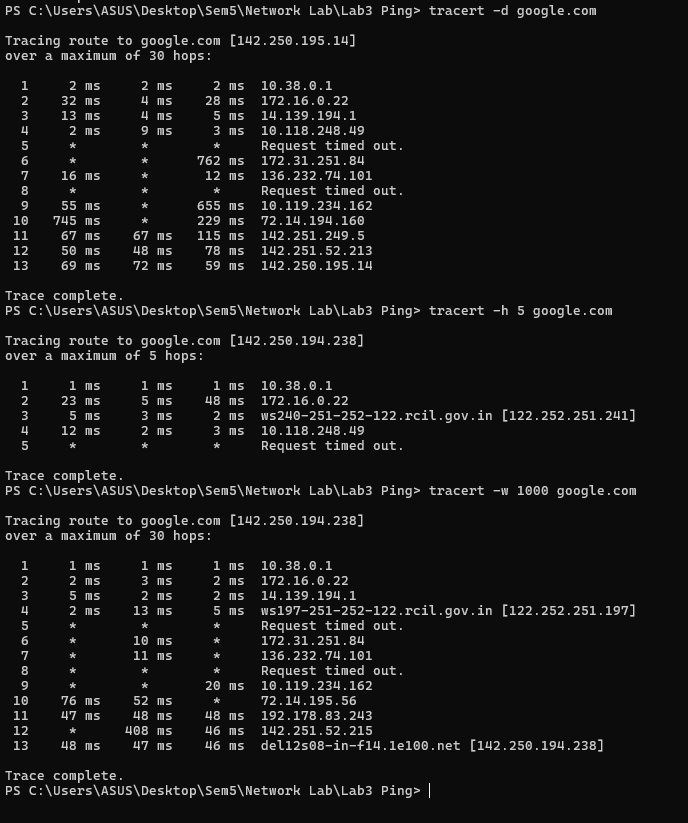 PS C:\Users\ASUS\Desktop\Sem5\Network Lab\Lab3 Ping> tracert -d google.com
Tracing route to google.com [142.250.195.14]
over a maximum of 30 hops:
1 2 ms 2 ms 2 ms 10.38.0.1
2 32 ms 4 ms 28 ms 172.16.0.22
3 13 ms 4 ms 5 ms 14.139.194.1
4 2 ms 9 ms 3 ms 10.118.248.49
5 * * * Request timed out.
6 * * 762 ms 172.31.251.84
7 16 ms * 12 ms 136.232.74.101
8 * * * Request timed out.
9 55 ms * 655 ms 10.119.234.162
10 745 ms * 229 ms 72.14.194.160
11 67 ms 67 ms 115 ms 142.251.249.5
12 50 ms 48 ms 78 ms 142.251.52.213
13 69 ms 72 ms 59 ms 142.250.195.14
Trace complete.
PS C:\Users\ASUS\Desktop\Sem5\Network Lab\Lab3 Ping> tracert -h 5 google.com
Tracing route to google.com [142.250.194.238]
over a maximum of 5 hops:
1 1 ms 1 ms 1 ms 10.38.0.1
2 23 ms 5 ms 48 ms 172.16.0.22
3 5 ms 3 ms 2 ms ws240-251-252-122.rcil.gov.in [122.252.251.241]
4 12 ms 2 ms 3 ms 10.118.248.49
5 * * * Request timed out.
Trace complete.
PS C:\Users\ASUS\Desktop\Sem5\Network Lab\Lab3 Ping> tracert -w 1000 google.com
Tracing route to google.com [142.250.194.238]
over a maximum of 30 hops:
1 1 ms 1 ms 1 ms 10.38.0.1
2 2 ms 3 ms 2 ms 172.16.0.22
3 5 ms 2 ms 2 ms 14.139.194.1
4 2 ms 13 ms 5 ms ws197-251-252-122.rcil.gov.in [122.252.251.197]
5 * * * Request timed out.
6 * 10 ms * 172.31.251.84
7 * 11 ms * 136.232.74.101
8 * * * Request timed out.
9 * * 20 ms 10.119.234.162
10 76 ms 52 ms * 72.14.195.56
11 47 ms 48 ms 48 ms 192.178.83.243
12 * 408 ms 46 ms 142.251.52.215
13 48 ms 47 ms 46 ms del12s08-in-f14.1e100.net [142.250.194.238]
Trace complete.
PS C:\Users\ASUS\Desktop\Sem5\Network Lab\Lab3 Ping>